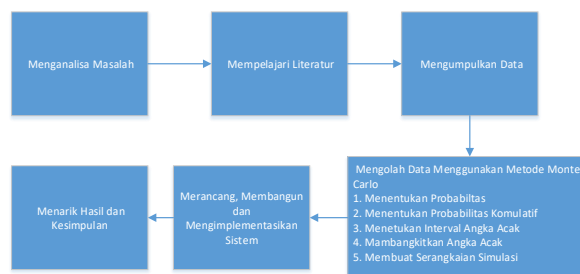 Menganalisa Masalah
Mempelajari Literatur
Mengumpulkan Data
Mengolah Data Menggunakan Metode Monte
Carlo
1. Menentukan Probabiltas
2. Menentukan Probabilitas Komulatif
3. Menetukan Interval Angka Acak
4. Mambangkitkan Angka Acak
5. Membuat Serangkaian Simulasi
Merancang, Membangun
dan
Mengimplementasikan
Sistem
Menarik Hasil dan
Kesimpulan